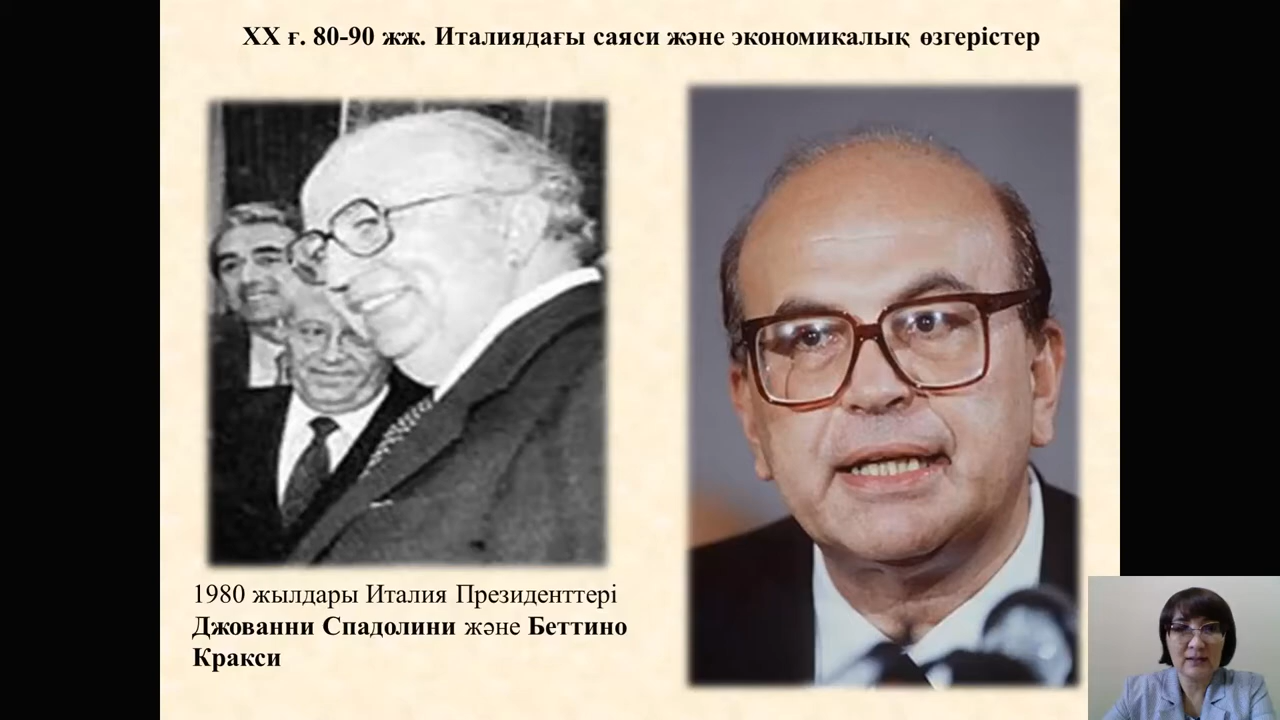 XX ғ. 80-90 жж. Италиядағы саяси және экономикалық өзгерістер
1980 жылдары Италия Президенттері
Джованни Спадолини және Беттино
Кракси